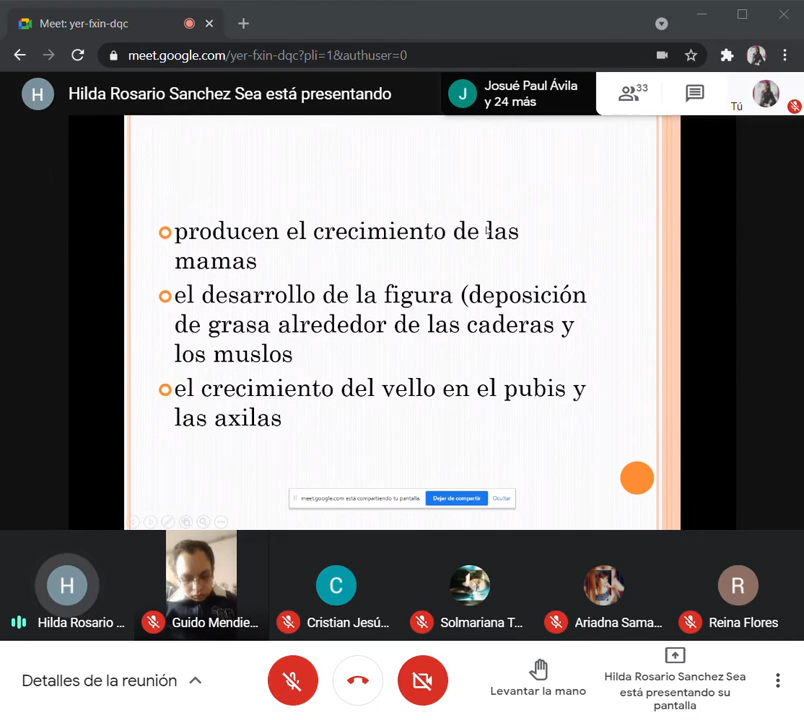 Meet: yer-fxin-dqc
meet.google.com/yer-fxin-dqc?pli=1&authuser=0
H
Hilda Rosario Sanchez Sea está presentando
J
Josué Paul Ávila
y 24 más
33
Tú
producen el crecimiento de las
mamas
el desarrollo de la figura (deposición
de grasa alrededor de las caderas y
los muslos
el crecimiento del vello en el pubis y
las axilas
meet.google.com está compartiendo tu pantalla.
Dejar de compartir
Ocultar
H
C
R
Hilda Rosario ...
Guido Mendie...
Cristian Jesú...
Solmariana T...
Ariadna Sama...
Reina Flores
Detalles de la reunión
Levantar la mano
Hilda Rosario Sanchez Sea
está presentando su
pantalla